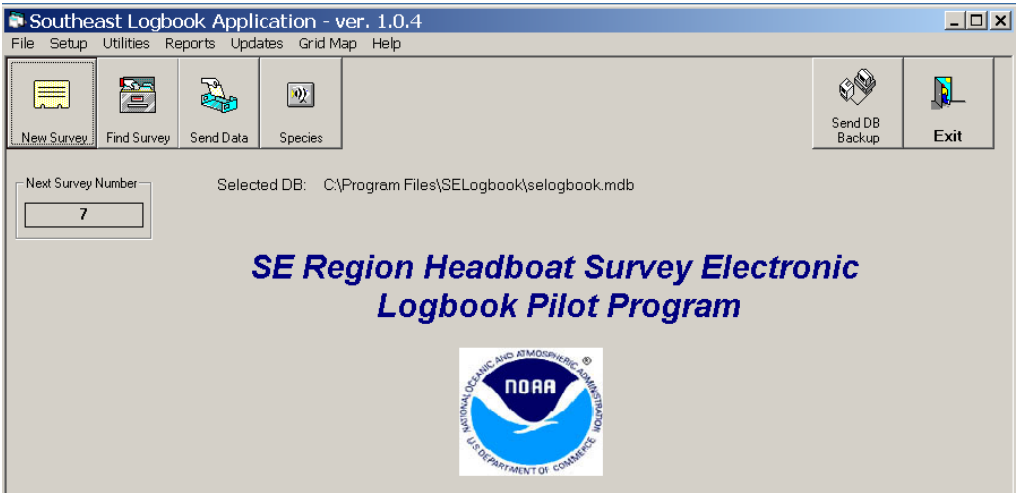 Southeast Logbook Application - ver. 1.0.4
File Setup Utilities Reports Updates Grid Map Help
New Survey Find Survey Send Data Species Send DB Backup Exit
Next Survey Number
7
Selected DB: C:\Program Files\SELogbook\selogbook.mdb
SE Region Headboat Survey Electronic
Logbook Pilot Program
NATIONAL OCEANIC AND ATMOSPHERIC ADMINISTRATION
®
NOAA
U.S. DEPARTMENT OF COMMERCE